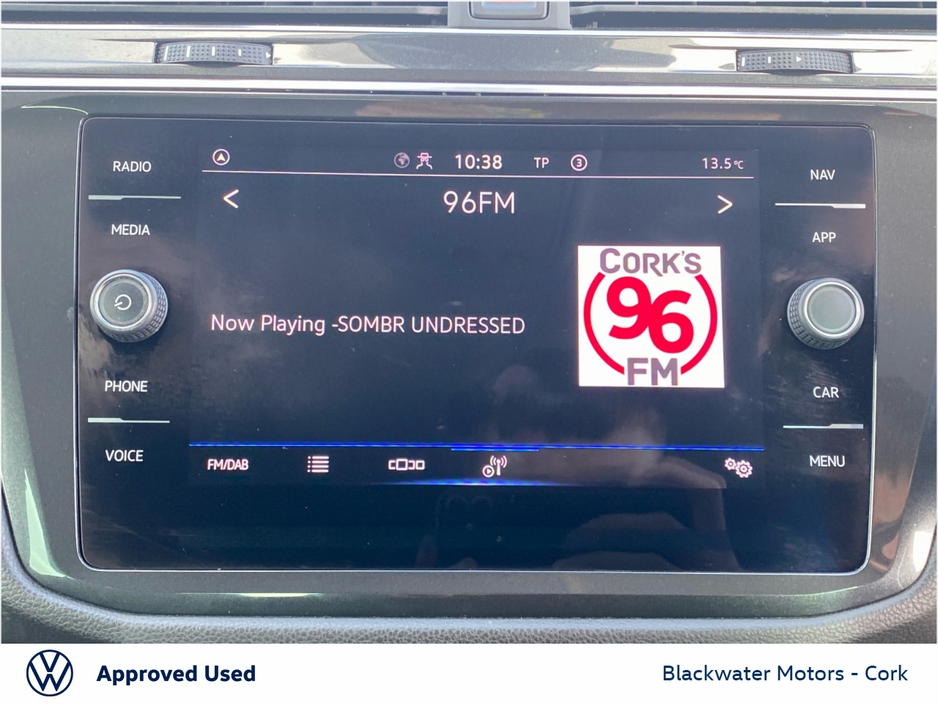 RADIO
MEDIA
PHONE
VOICE
10:38 TP 3 13.5°C
< 96FM >
Now Playing -SOMBR UNDRESSED
CORK'S
96
FM
FM/DAB
NAV
APP
CAR
MENU
Approved Used
Blackwater Motors - Cork